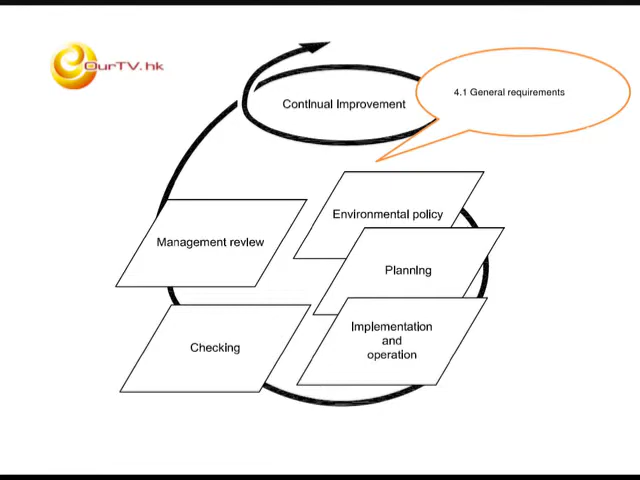 OurTV.hk
Continual Improvement
4.1 General requirements
Environmental policy
Management review
Planning
Implementation
and
operation
Checking